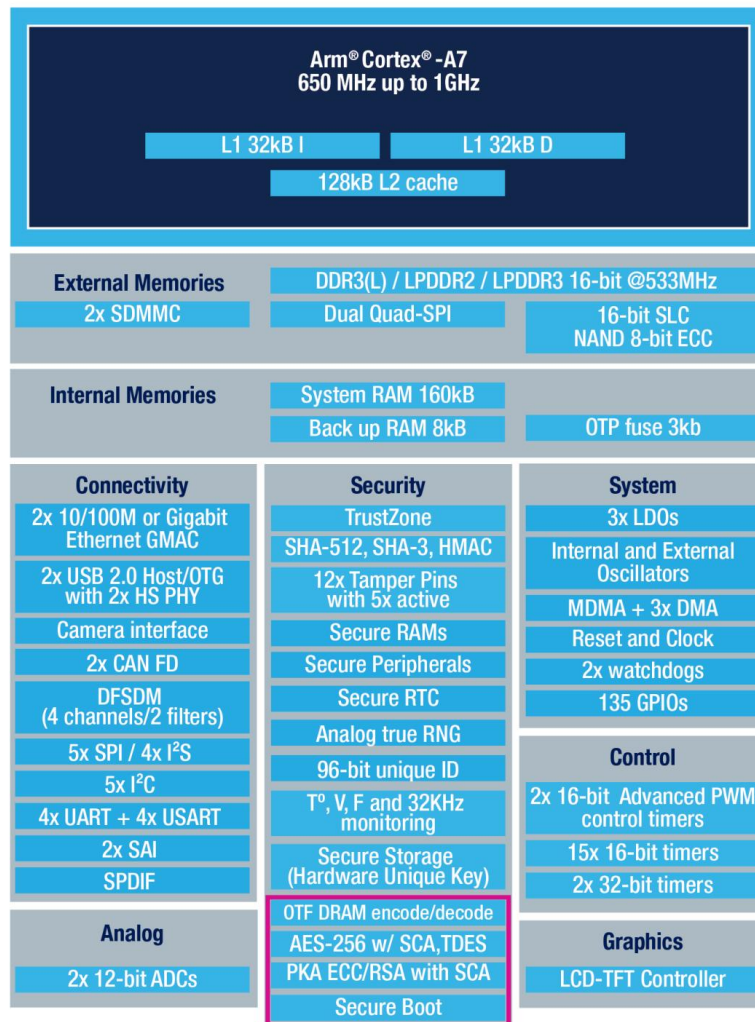 Arm® Cortex® -A7
650 MHz up to 1GHz
L1 32kB I
L1 32kB D
128kB L2 cache
External Memories
DDR3(L) / LPDDR2 / LPDDR3 16-bit @533MHz
2x SDMMC
Dual Quad-SPI
16-bit SLC
NAND 8-bit ECC
Internal Memories
System RAM 160kB
Back up RAM 8kB
OTP fuse 3kb
Connectivity
2x 10/100M or Gigabit
Ethernet GMAC
2x USB 2.0 Host/OTG
with 2x HS PHY
Camera interface
2x CAN FD
DFSDM
(4 channels/2 filters)
5x SPI / 4x I²S
5x I²C
4x UART + 4x USART
2x SAI
SPDIF
Analog
2x 12-bit ADCs
Security
TrustZone
SHA-512, SHA-3, HMAC
12x Tamper Pins
with 5x active
Secure RAMs
Secure Peripherals
Secure RTC
Analog true RNG
96-bit unique ID
Tº, V, F and 32KHz
monitoring
Secure Storage
(Hardware Unique Key)
OTF DRAM encode/decode
AES-256 w/ SCA,TDES
PKA ECC/RSA with SCA
Secure Boot
System
3x LDOs
Internal and External
Oscillators
MDMA + 3x DMA
Reset and Clock
2x watchdogs
135 GPIOs
Control
2x 16-bit Advanced PWM
control timers
15x 16-bit timers
2x 32-bit timers
Graphics
LCD-TFT Controller